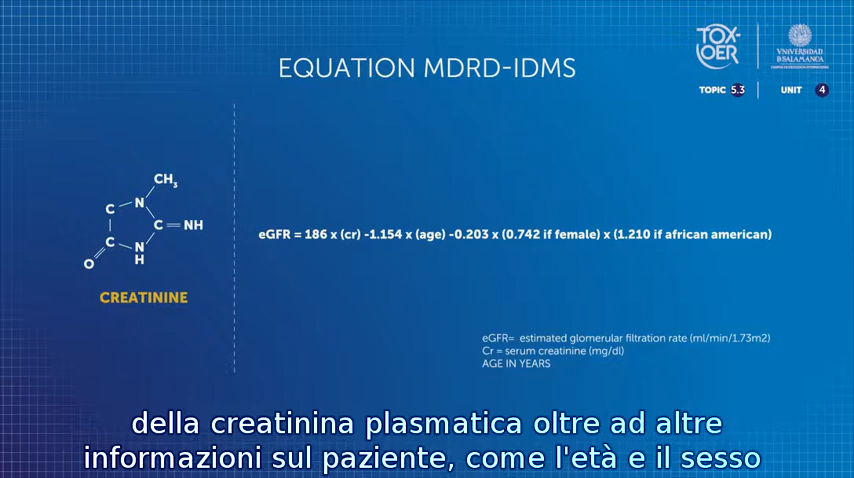 TOX-
OER
VNIVERSIDAD
D SALAMANCA
TOPIC 5.3
UNIT 4
EQUATION MDRD-IDMS
CH3
C
N
C
NH
C
N
H
O
CREATININE
eGFR = 186 x (cr) -1.154 x (age) -0.203 x (0.742 if female) x (1.210 if african american)
eGFR= estimated glomerular filtration rate (ml/min/1.73m2)
Cr = serum creatinine (mg/dl)
AGE IN YEARS
della creatinina plasmatica oltre ad altre
informazioni sul paziente, come l'età e il sesso